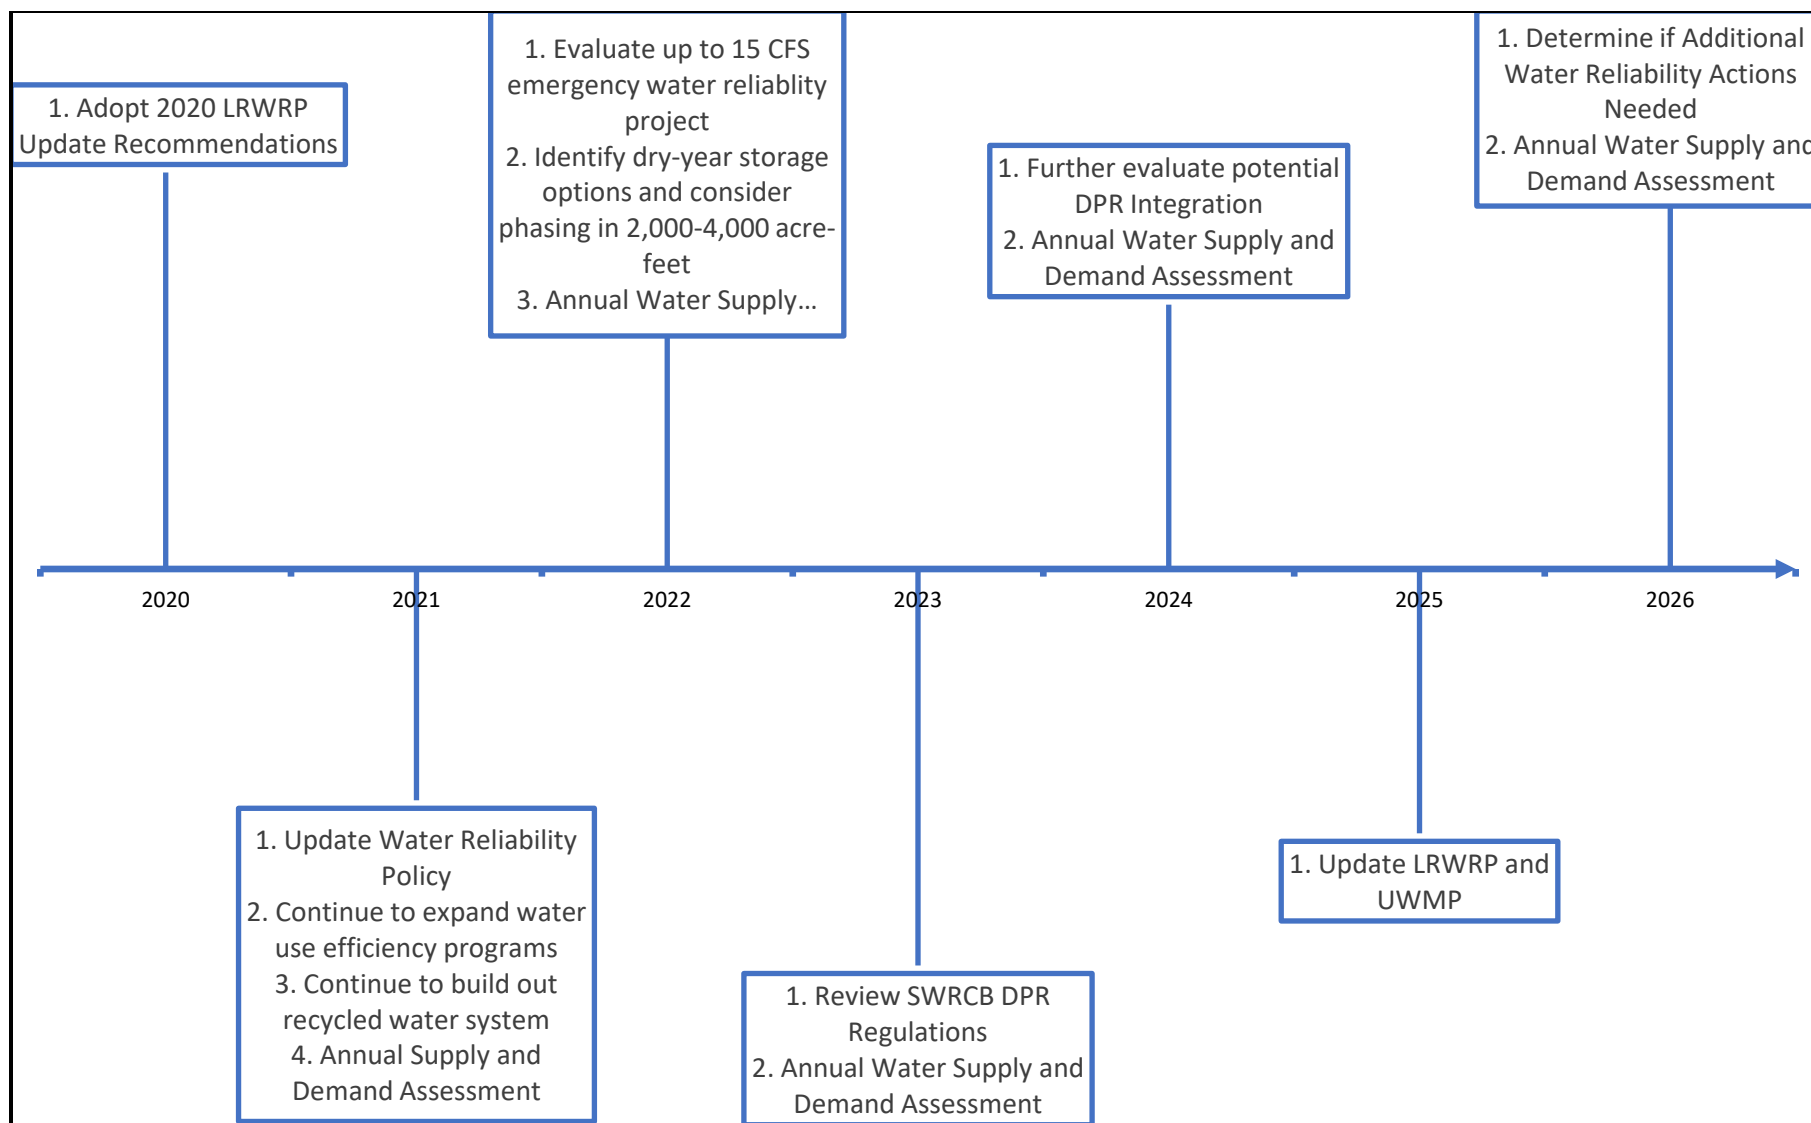 1. Adopt 2020 LRWRP
Update Recommendations
1. Evaluate up to 15 CFS
emergency water reliablity
project
2. Identify dry-year storage
options and consider
phasing in 2,000-4,000 acre-
feet
3. Annual Water Supply…
1. Further evaluate potential
DPR Integration
2. Annual Water Supply and
Demand Assessment
1. Determine if Additional
Water Reliability Actions
Needed
2. Annual Water Supply and
Demand Assessment
2020
2021
2022
2023
2024
2025
2026
1. Update Water Reliability
Policy
2. Continue to expand water
use efficiency programs
3. Continue to build out
recycled water system
4. Annual Supply and
Demand Assessment
1. Review SWRCB DPR
Regulations
2. Annual Water Supply and
Demand Assessment
1. Update LRWRP and
UWMP